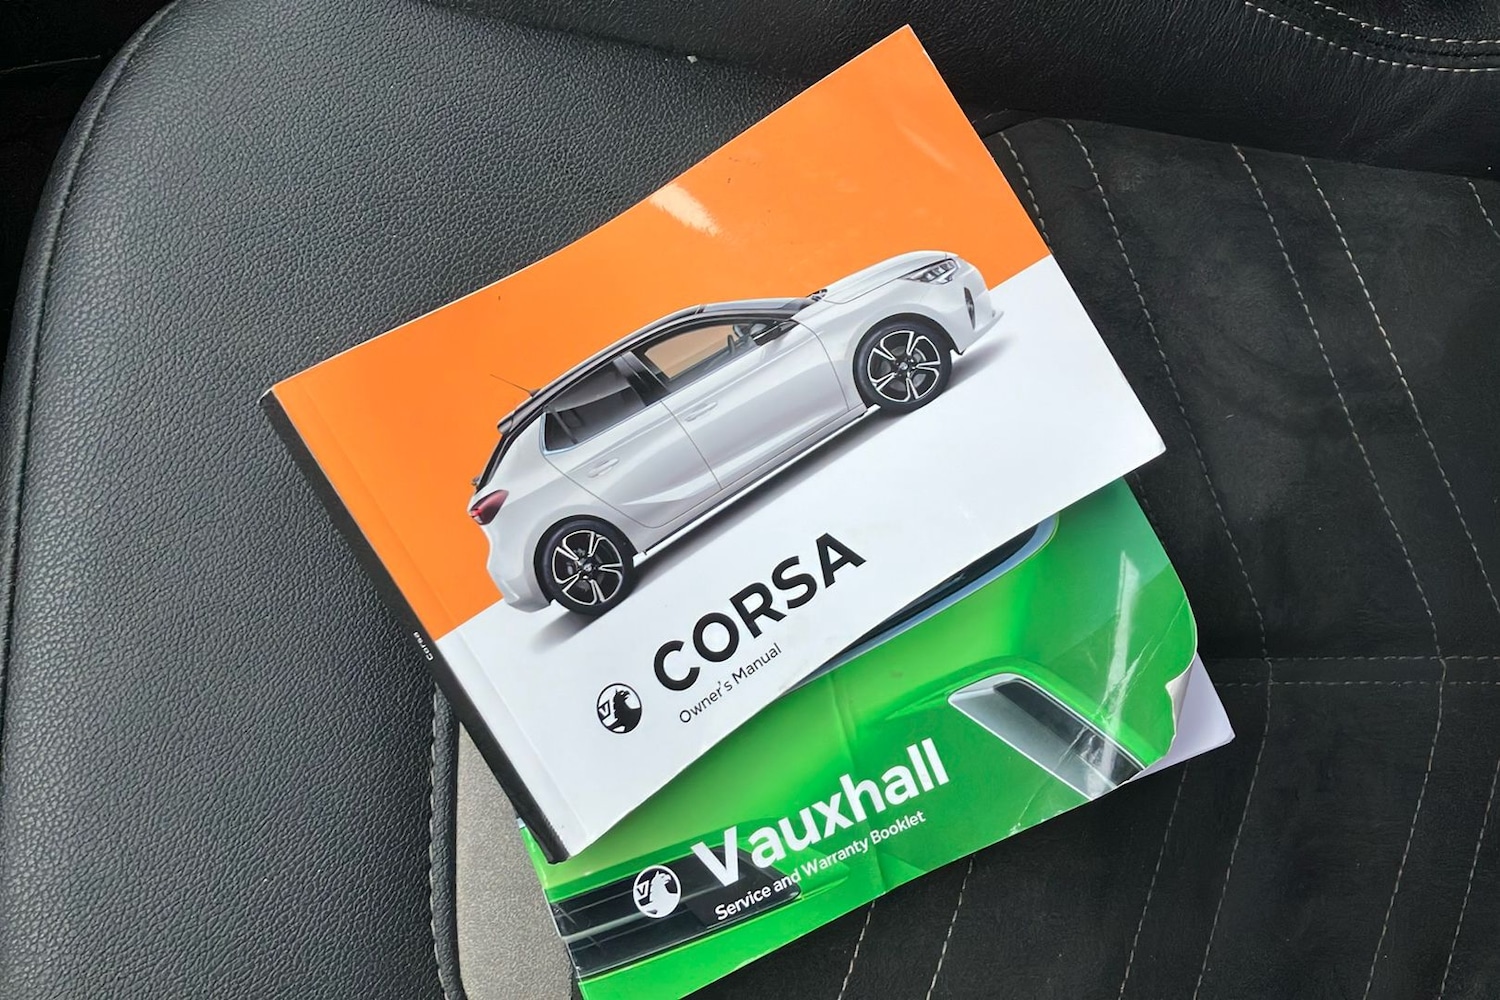 CORSA
Owner's Manual
Corsa
V
Vauxhall
Service and Warranty Booklet
V